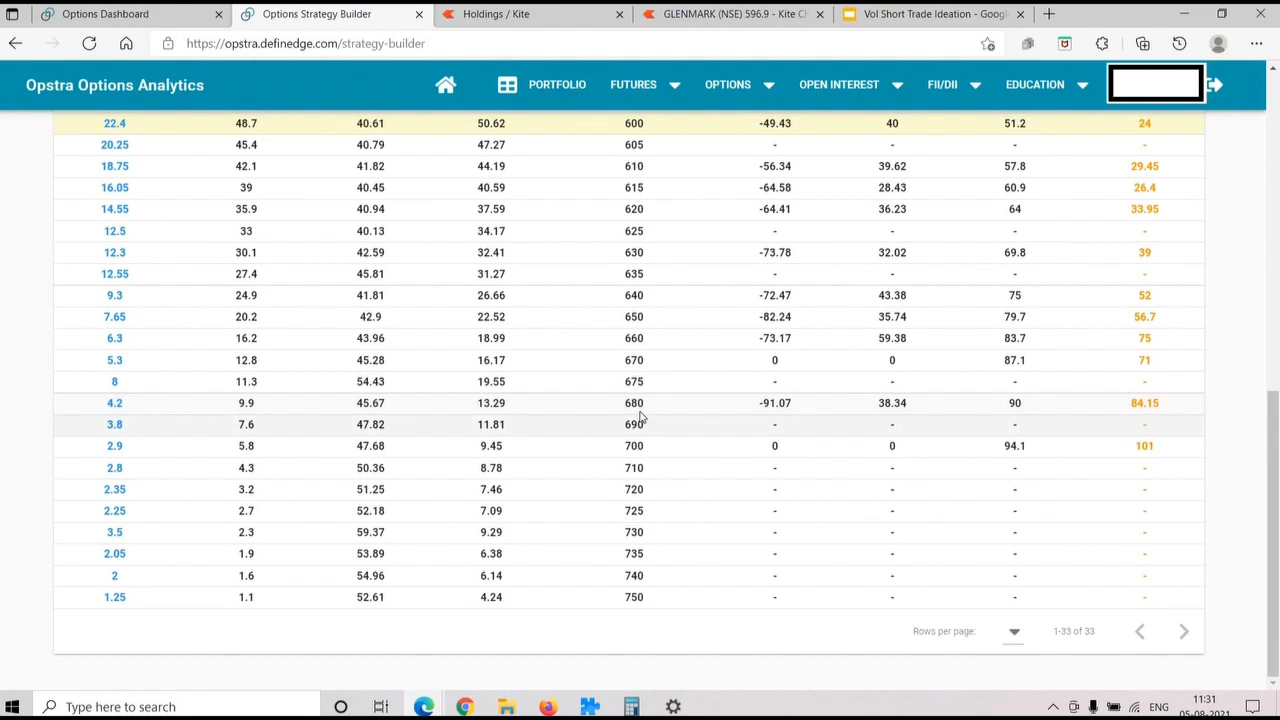 Options Dashboard
Options Strategy Builder
Holdings / Kite
GLENMARK (NSE) 596.9 - Kite Ch
Vol Short Trade Ideation - Goog
https://opstra.definedge.com/strategy-builder
Opstra Options Analytics
PORTFOLIO
FUTURES
OPTIONS
OPEN INTEREST
FII/DII
EDUCATION
22.4 48.7 40.61 50.62 600 -49.43 40 51.2 24
20.25 45.4 40.79 47.27 605 - - - -
18.75 42.1 41.82 44.19 610 -56.34 39.62 57.8 29.45
16.05 39 40.45 40.59 615 -64.58 28.43 60.9 26.4
14.55 35.9 40.94 37.59 620 -64.41 36.23 64 33.95
12.5 33 40.13 34.17 625 - - - -
12.3 30.1 42.59 32.41 630 -73.78 32.02 69.8 39
12.55 27.4 45.81 31.27 635 - - - -
9.3 24.9 41.81 26.66 640 -72.47 43.38 75 52
7.65 20.2 42.9 22.52 650 -82.24 35.74 79.7 56.7
6.3 16.2 43.96 18.99 660 -73.17 59.38 83.7 75
5.3 12.8 45.28 16.17 670 0 0 87.1 71
8 11.3 54.43 19.55 675 - - - -
4.2 9.9 45.67 13.29 680 -91.07 38.34 90 84.15
3.8 7.6 47.82 11.81 690 - - - -
2.9 5.8 47.68 9.45 700 0 0 94.1 101
2.8 4.3 50.36 8.78 710 - - - -
2.35 3.2 51.25 7.46 720 - - - -
2.25 2.7 52.18 7.09 725 - - - -
3.5 2.3 59.37 9.29 730 - - - -
2.05 1.9 53.89 6.38 735 - - - -
2 1.6 54.96 6.14 740 - - - -
1.25 1.1 52.61 4.24 750 - - - -
Rows per page:
1-33 of 33
Type here to search
ENG
11:31
05-08-2021